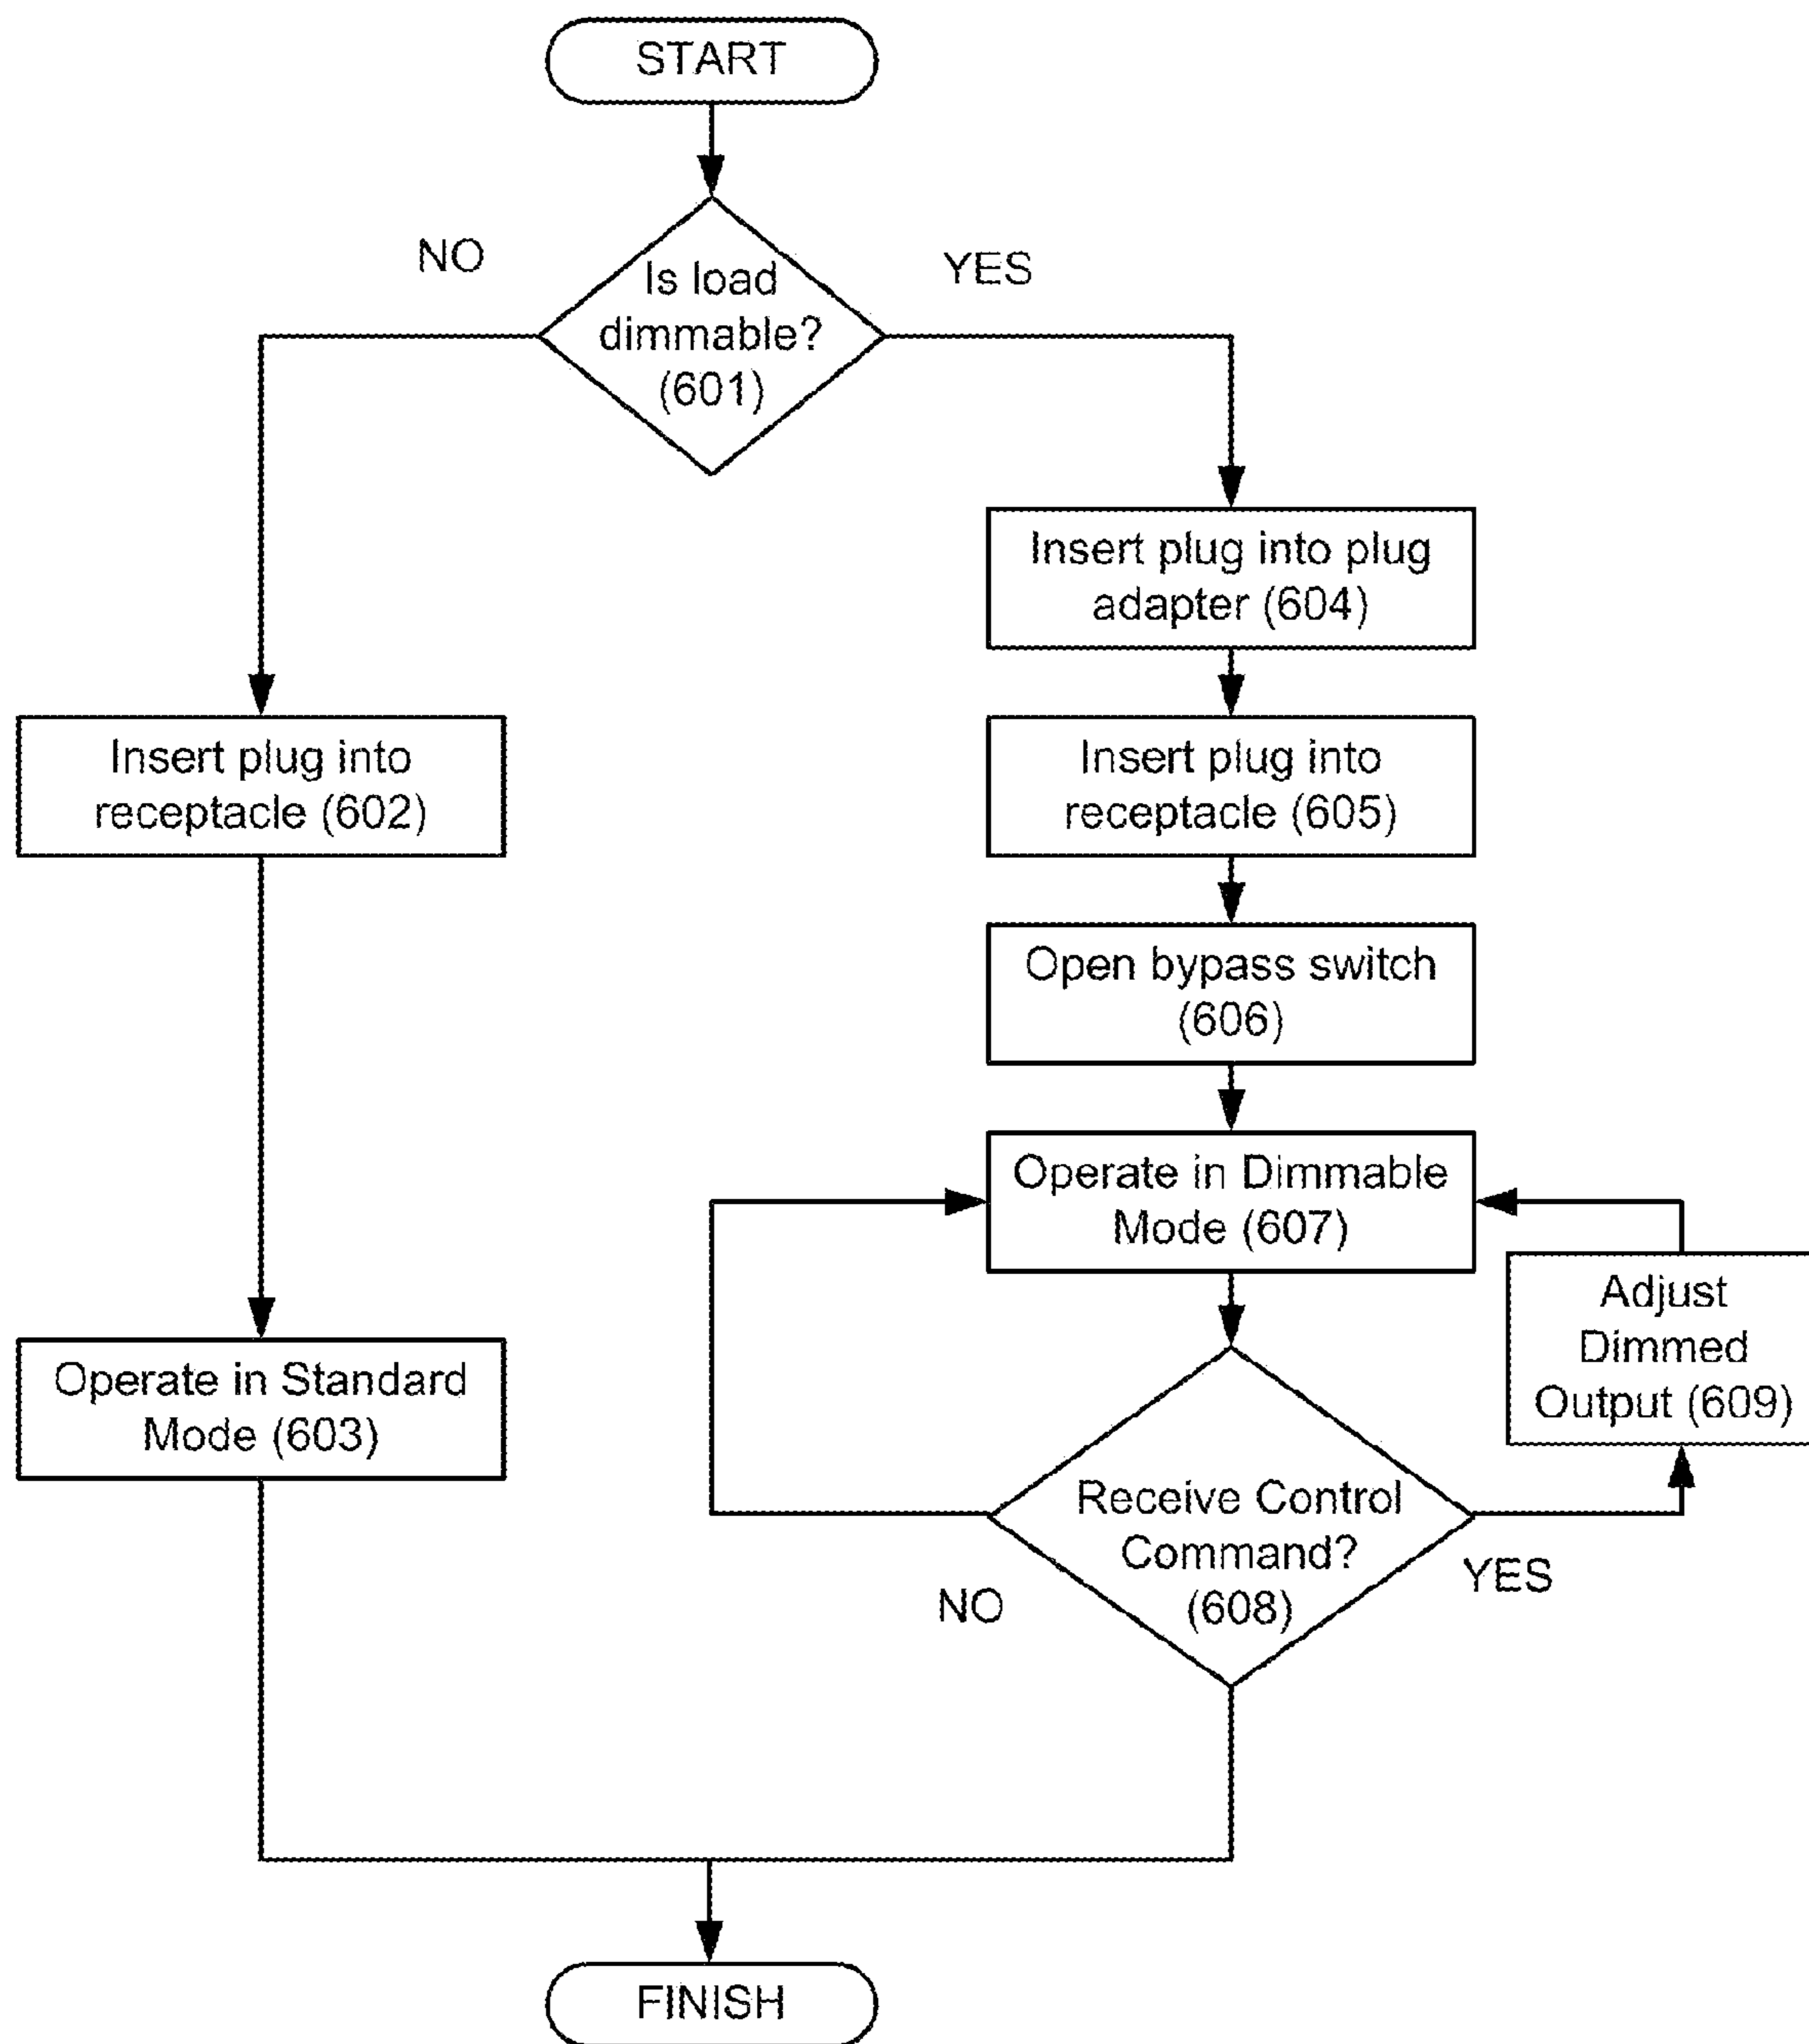 START
NO
YES
Is load
dimmable?
(601)
Insert plug into plug
adapter (604)
Insert plug into
receptacle (602)
Insert plug into
receptacle (605)
Open bypass switch
(606)
Operate in Dimmable
Mode (607)
Adjust
Dimmed
Output (609)
Operate in Standard
Mode (603)
Receive Control
Command?
(608)
NO
YES
FINISH